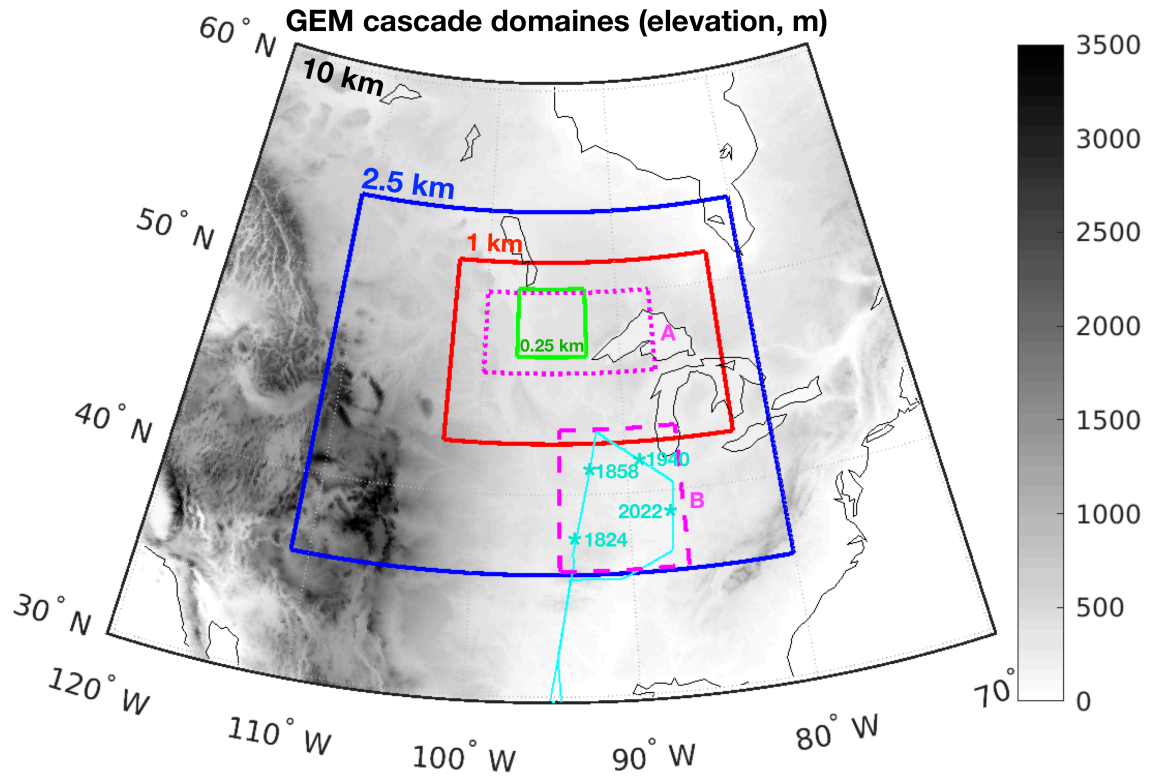 GEM cascade domaines (elevation, m)
60° N
10 km
3500
3000
2.5 km
50° N
2500
1 km
2000
A
0.25 km
1500
40° N
1940
1858
1000
B
2022
1824
500
30° N
0
70°
120° W
110° W
100° W
90° W
80° W